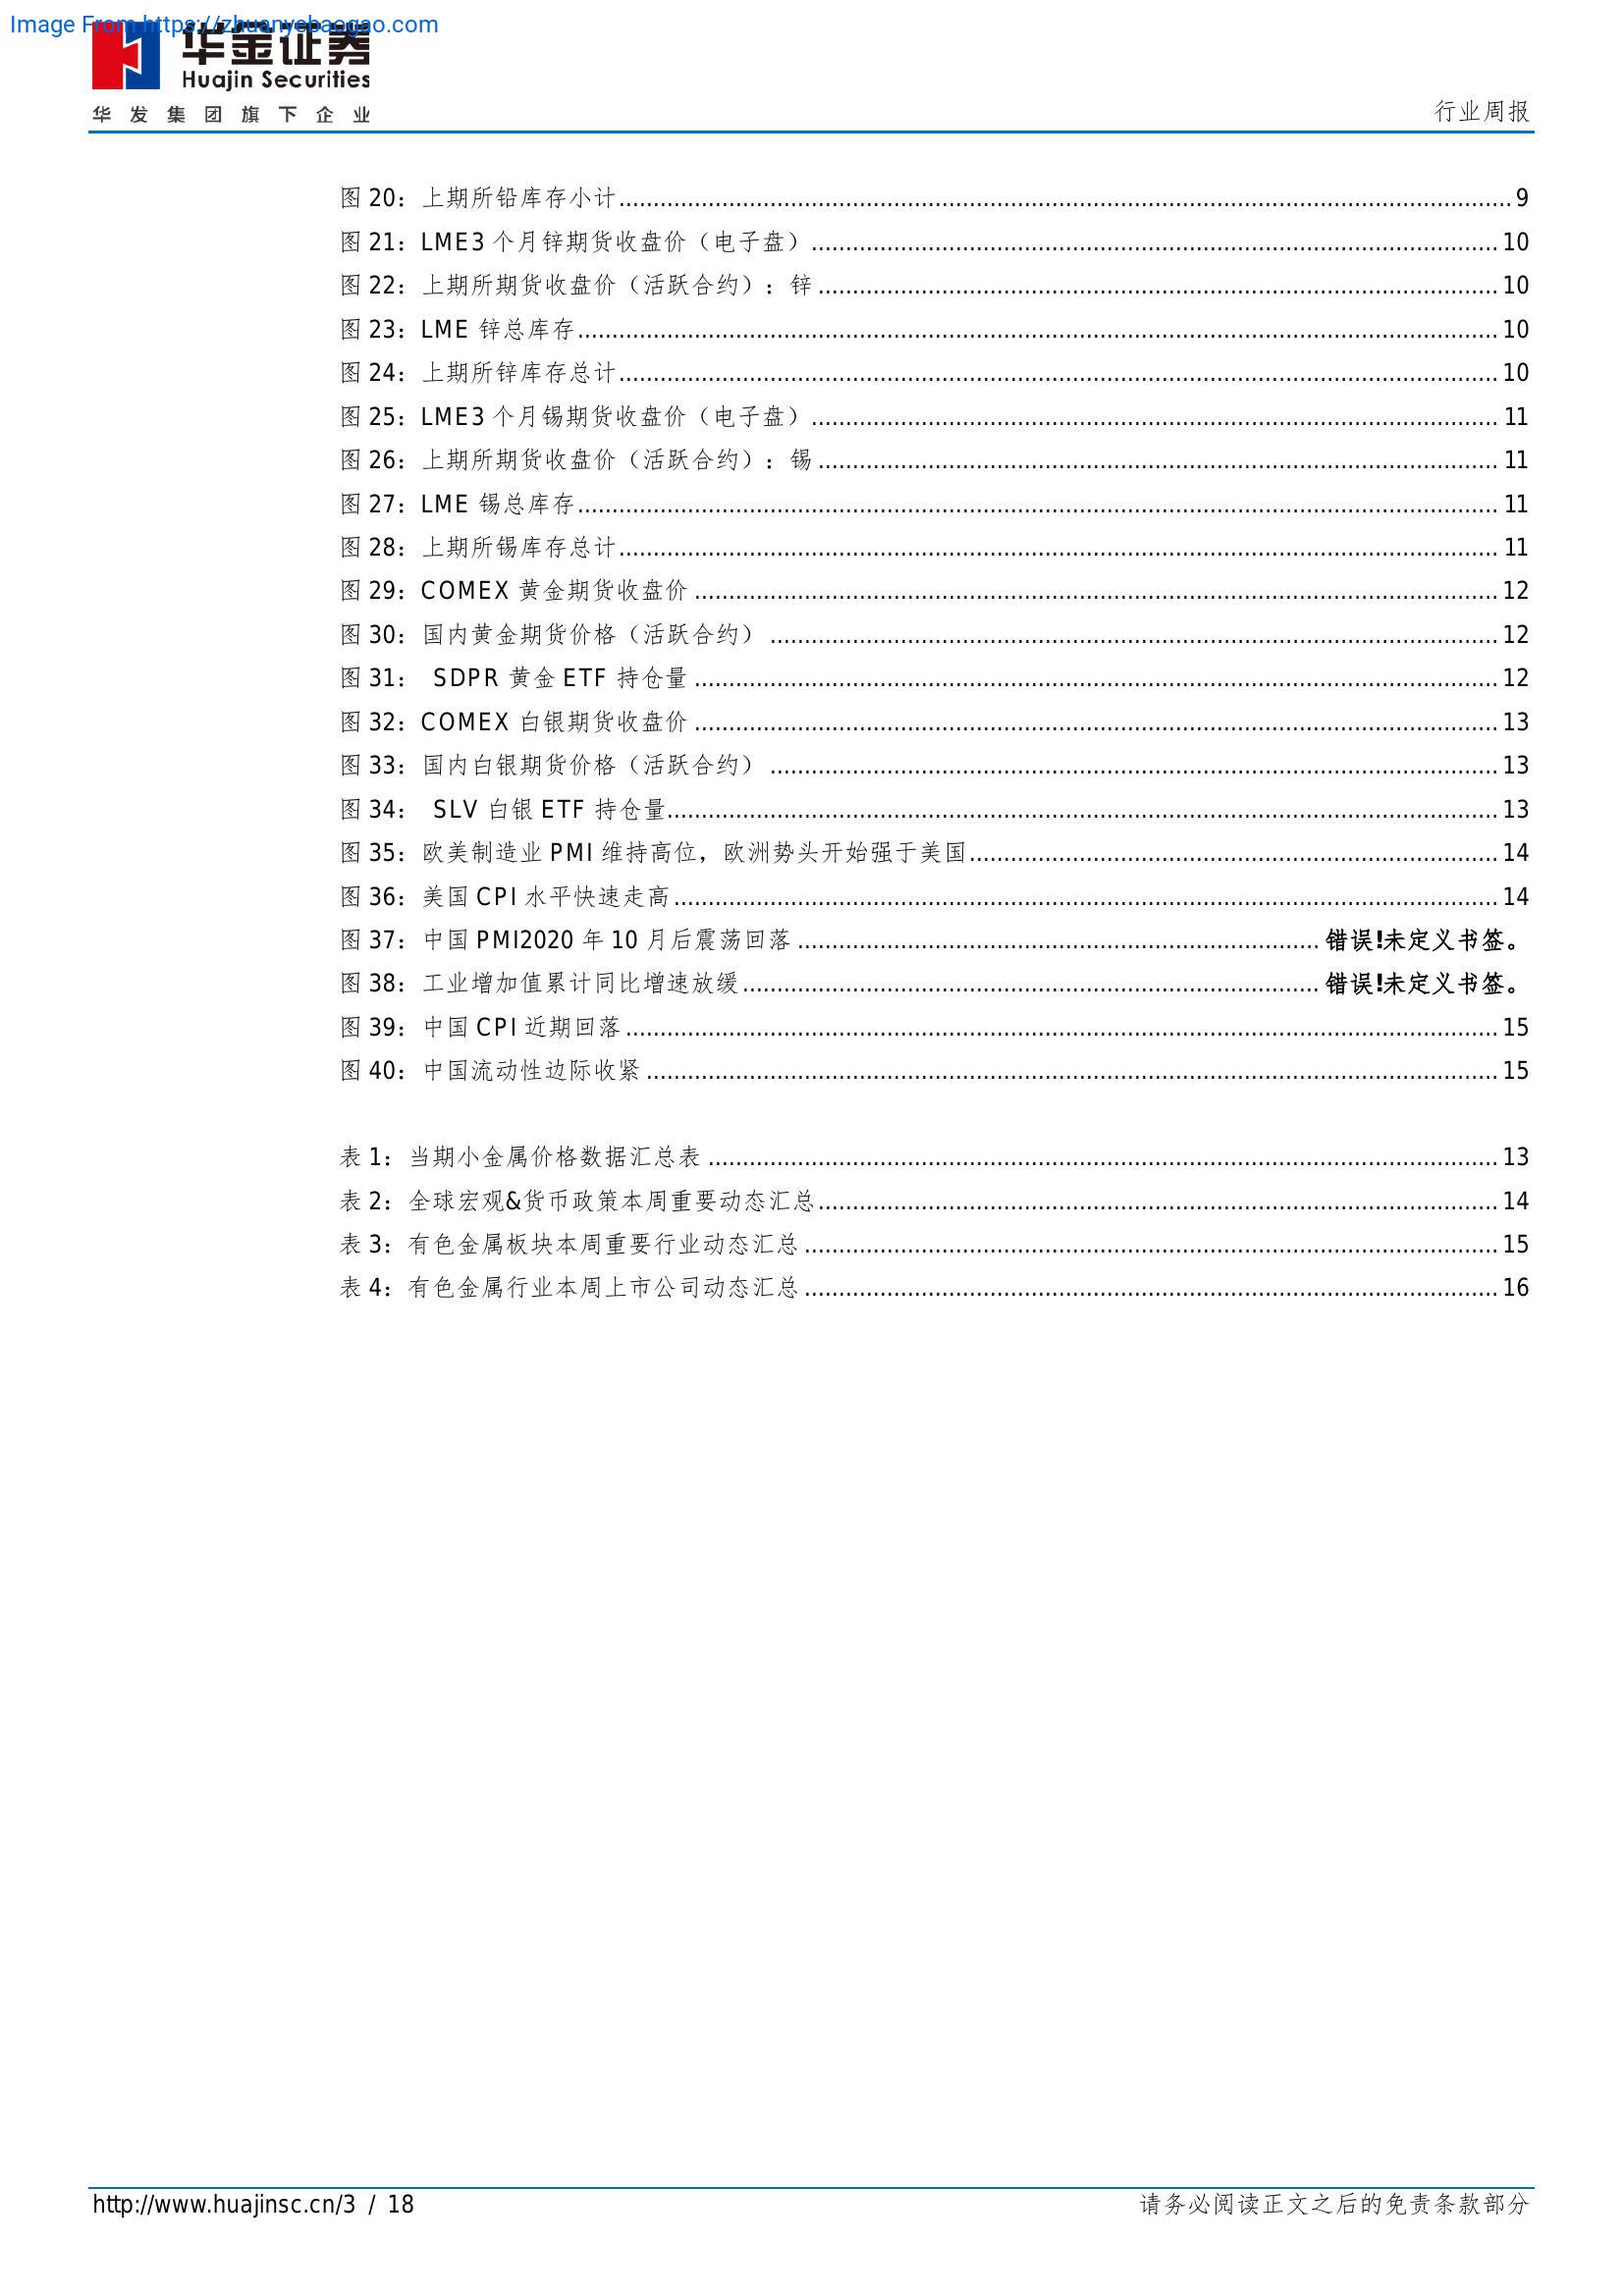 Image From https://zhuanyebaogao.com
华金证券
Huajin Securities
华发集团旗下企业
行业周报
图 20：上期所铅库存小计 9
图 21：LME3 个月锌期货收盘价（电子盘） 10
图 22：上期所期货收盘价（活跃合约）：锌 10
图 23：LME 锌总库存 10
图 24：上期所锌库存总计 10
图 25：LME3 个月锡期货收盘价（电子盘） 11
图 26：上期所期货收盘价（活跃合约）：锡 11
图 27：LME 锡总库存 11
图 28：上期所锡库存总计 11
图 29：COMEX 黄金期货收盘价 12
图 30：国内黄金期货价格（活跃合约） 12
图 31： SDPR 黄金 ETF 持仓量 12
图 32：COMEX 白银期货收盘价 13
图 33：国内白银期货价格（活跃合约） 13
图 34： SLV 白银 ETF 持仓量 13
图 35：欧美制造业 PMI 维持高位，欧洲势头开始强于美国 14
图 36：美国 CPI 水平快速走高 14
图 37：中国 PMI2020 年 10 月后震荡回落 错误!未定义书签。
图 38：工业增加值累计同比增速放缓 错误!未定义书签。
图 39：中国 CPI 近期回落 15
图 40：中国流动性边际收紧 15
表 1：当期小金属价格数据汇总表 13
表 2：全球宏观&货币政策本周重要动态汇总 14
表 3：有色金属板块本周重要行业动态汇总 15
表 4：有色金属行业本周上市公司动态汇总 16
http://www.huajinsc.cn/3 / 18
请务必阅读正文之后的免责条款部分